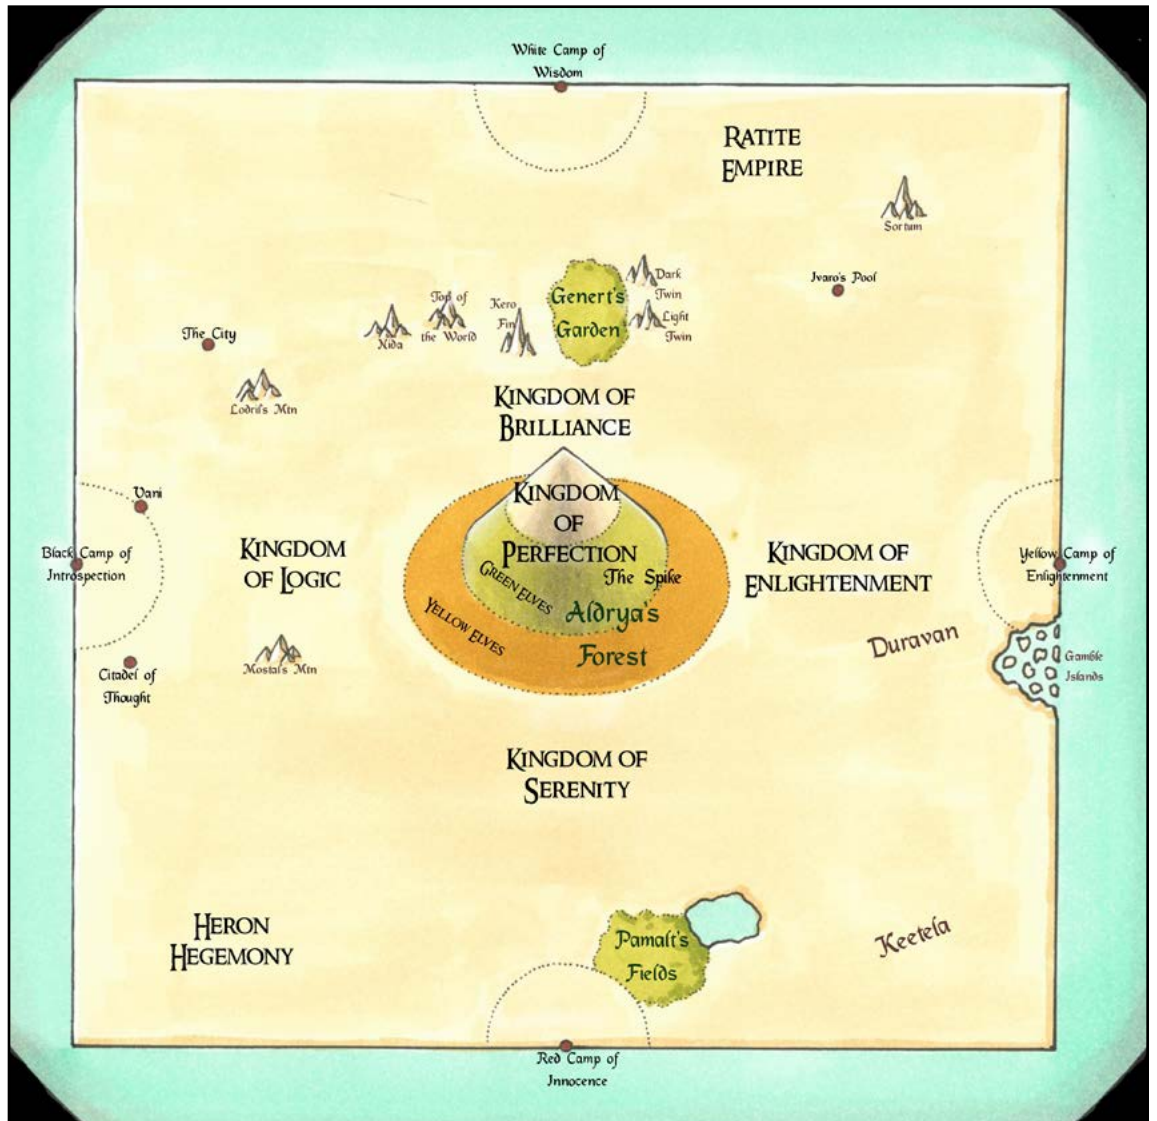 White Camp of
Wisdom
RATITE
EMPIRE
Sortum
Ivaro's Pool
Dark
Twin
Genert's
Garden
Light
Twin
Top of
the World
Kero
Fin
Nida
The City
Lodril's Mtn
KINGDOM OF
BRILLIANCE
Vani
Black Camp of
Introspection
KINGDOM
OF LOGIC
KINGDOM
OF
PERFECTION
GREEN ELVES
The Spike
YELLOW ELVES
Aldrya's
Forest
KINGDOM OF
ENLIGHTENMENT
Yellow Camp of
Enlightenment
Duravan
Gamble
Islands
Mostal's Mtn
Citadel of
Thought
KINGDOM OF
SERENITY
HERON
HEGEMONY
Pamalt's
Fields
Keetela
Red Camp of
Innocence